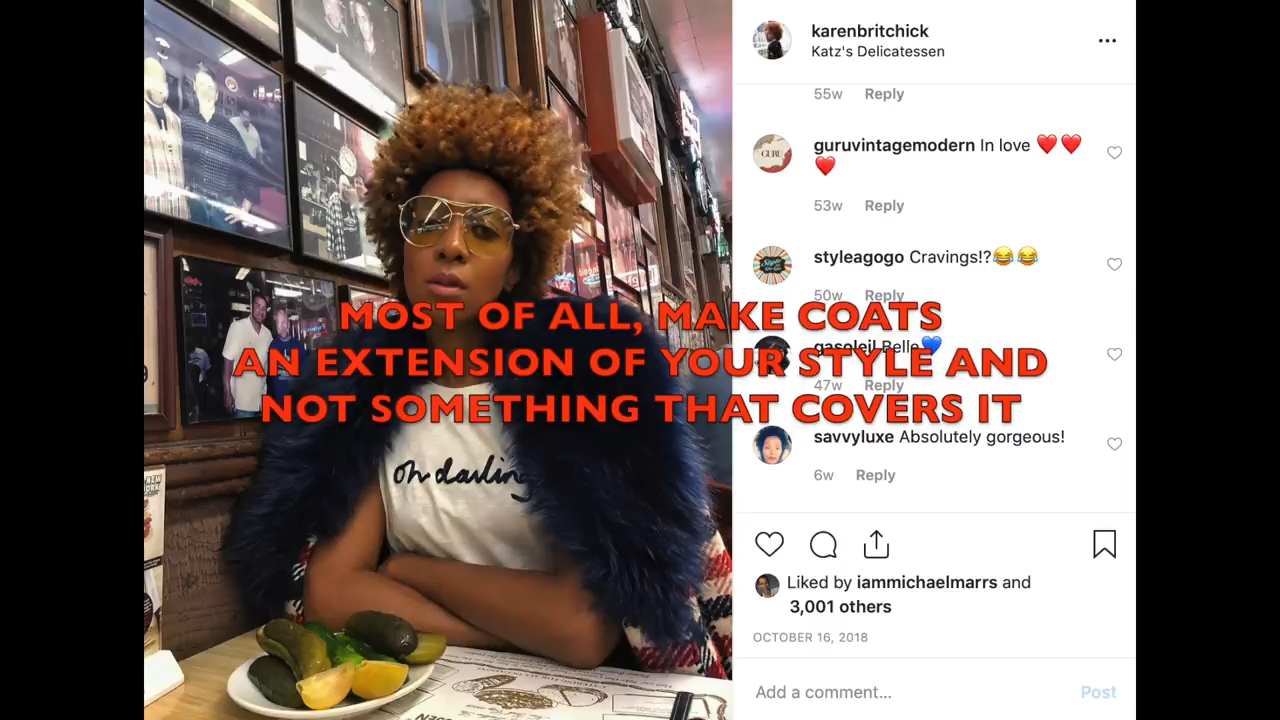 karenbritchick
Katz's Delicatessen
55w Reply
guruvintagemodern In love ❤️❤️
❤️
53w Reply
styleagogo Cravings!?😂😂
50w Reply
MOST OF ALL, MAKE COATS
gasoleil Belle💙
AN EXTENSION OF YOUR STYLE AND
47w Reply
NOT SOMETHING THAT COVERS IT
savvyluxe Absolutely gorgeous!
6w Reply
oh darling
Liked by iammichaelmarrs and
3,001 others
OCTOBER 16, 2018
Add a comment... Post